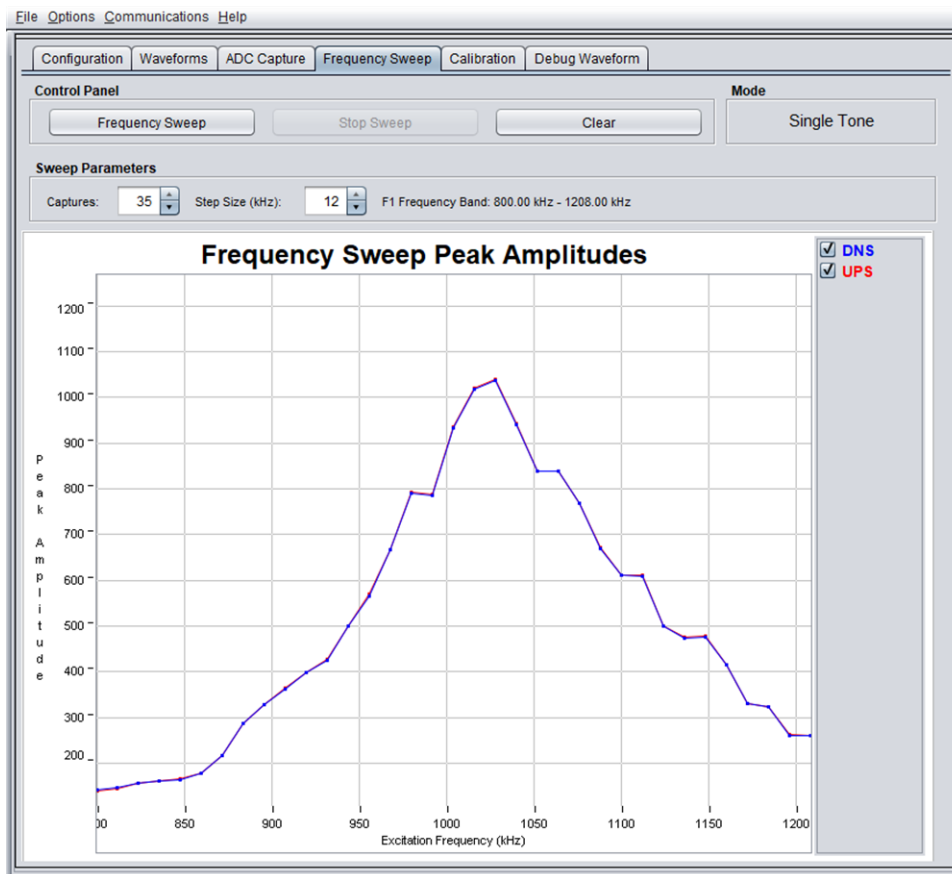 File Options Communications Help
Configuration Waveforms ADC Capture Frequency Sweep Calibration Debug Waveform
Control Panel
Mode
Frequency Sweep Stop Sweep Clear
Single Tone
Sweep Parameters
Captures: 35 Step Size (kHz): 12 F1 Frequency Band: 800.00 kHz - 1208.00 kHz
Frequency Sweep Peak Amplitudes
DNS
UPS
1200
1100
1000
900
800
700
600
500
400
300
200
Peak Amplitude
00 850 900 950 1000 1050 1100 1150 1200
Excitation Frequency (kHz)